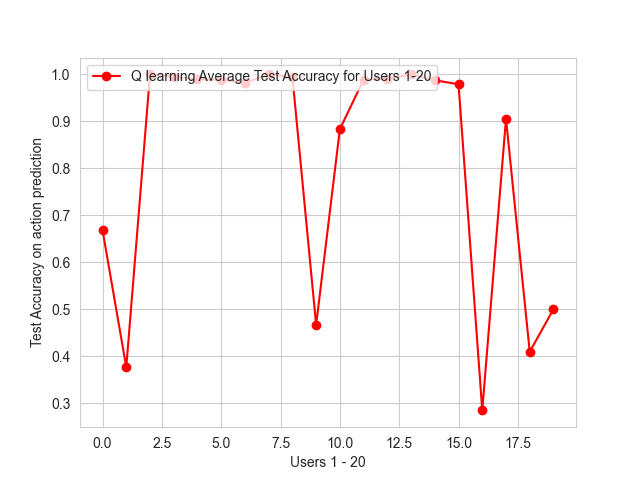 Q learning Average Test Accuracy for Users 1-20
Test Accuracy on action prediction
1.0
0.9
0.8
0.7
0.6
0.5
0.4
0.3
0.0 2.5 5.0 7.5 10.0 12.5 15.0 17.5
Users 1 - 20